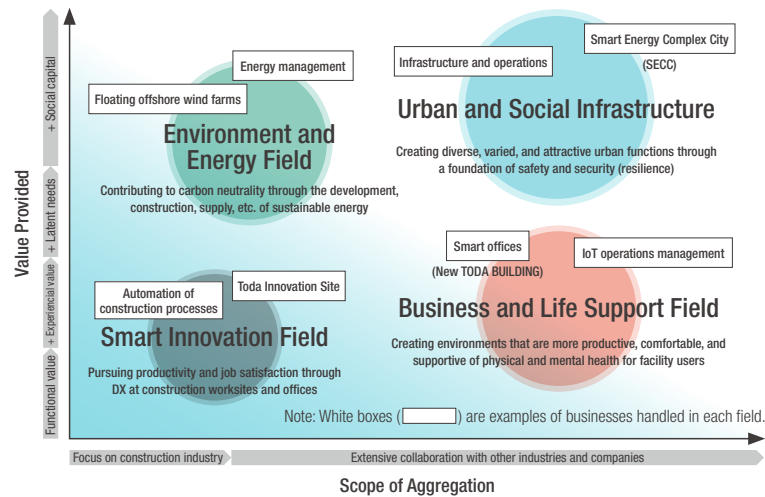 Value Provided
+ Social capital
+ Latent needs
+ Experiencial value
Functional value
Energy management
Floating offshore wind farms
Environment and
Energy Field
Contributing to carbon neutrality through the development,
construction, supply, etc. of sustainable energy
Smart Energy Complex City
(SECC)
Infrastructure and operations
Urban and Social Infrastructure
Creating diverse, varied, and attractive urban functions through
a foundation of safety and security (resilience)
Toda Innovation Site
Automation of
construction processes
Smart Innovation Field
Pursuing productivity and job satisfaction through
DX at construction worksites and offices
Smart offices
(New TODA BUILDING)
IoT operations management
Business and Life Support Field
Creating environments that are more productive, comfortable, and
supportive of physical and mental health for facility users
Note: White boxes ( ) are examples of businesses handled in each field.
Focus on construction industry
Extensive collaboration with other industries and companies
Scope of Aggregation